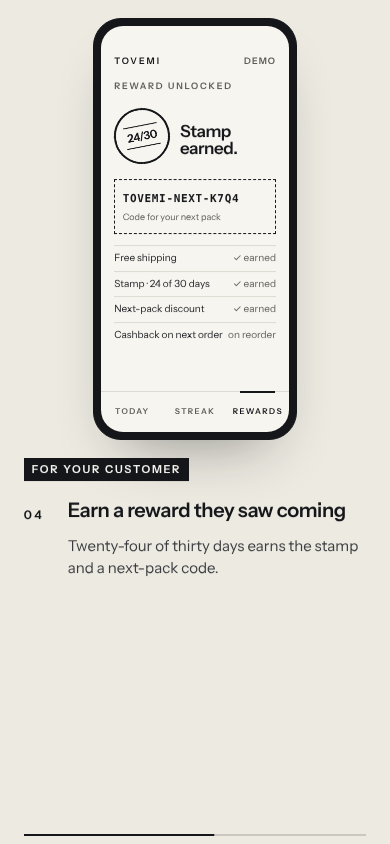 TOVEMI DEMO
REWARD UNLOCKED
24/30
Stamp
earned.
TOVEMI-NEXT-K7Q4
Code for your next pack
Free shipping ✓ earned
Stamp · 24 of 30 days ✓ earned
Next-pack discount ✓ earned
Cashback on next order on reorder
TODAY STREAK REWARDS
FOR YOUR CUSTOMER
04 Earn a reward they saw coming
Twenty-four of thirty days earns the stamp
and a next-pack code.